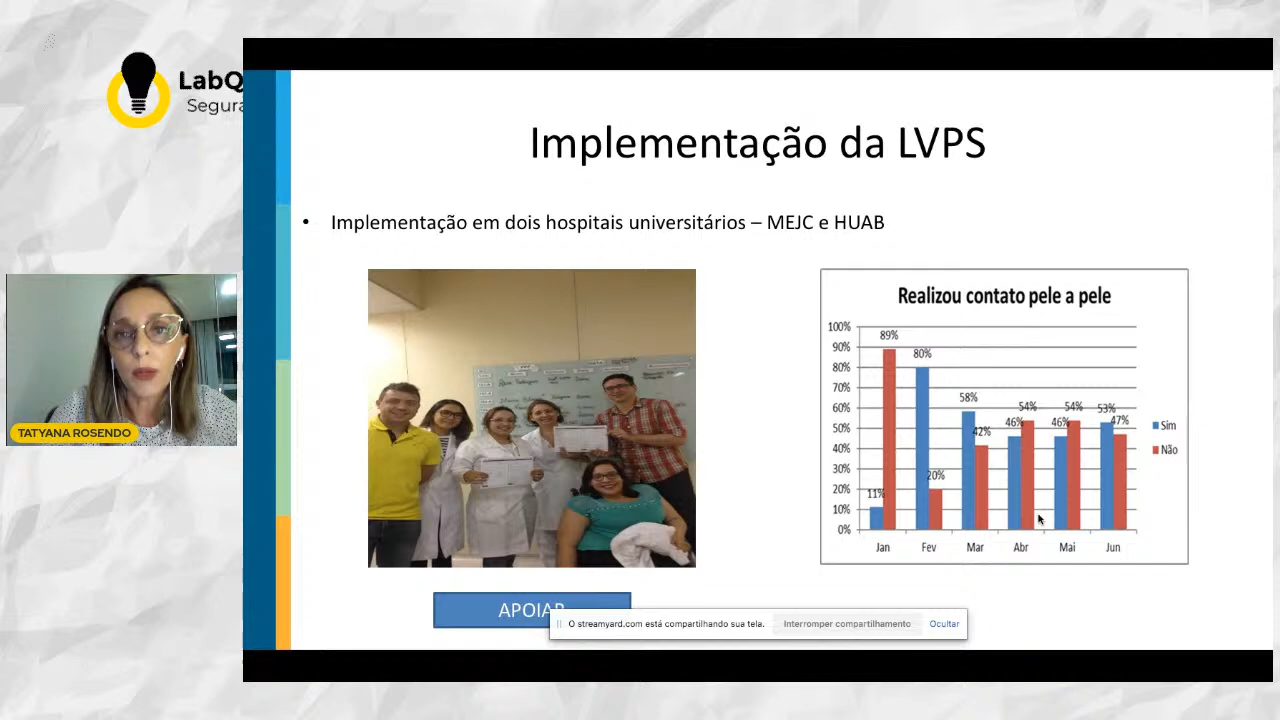 LabQ
Segura
Implementação da LVPS
• Implementação em dois hospitais universitários – MEJC e HUAB
Realizou contato pele a pele
100%
90%
80%
70%
60%
50%
40%
30%
20%
10%
0%
11%
89%
80%
20%
58%
42%
46%
54%
46%
54%
53%
47%
Jan
Fev
Mar
Abr
Mai
Jun
Sim
Não
TATYANA ROSENDO
APOIAR
O streamyard.com está compartilhando sua tela.
Interromper compartilhamento
Ocultar